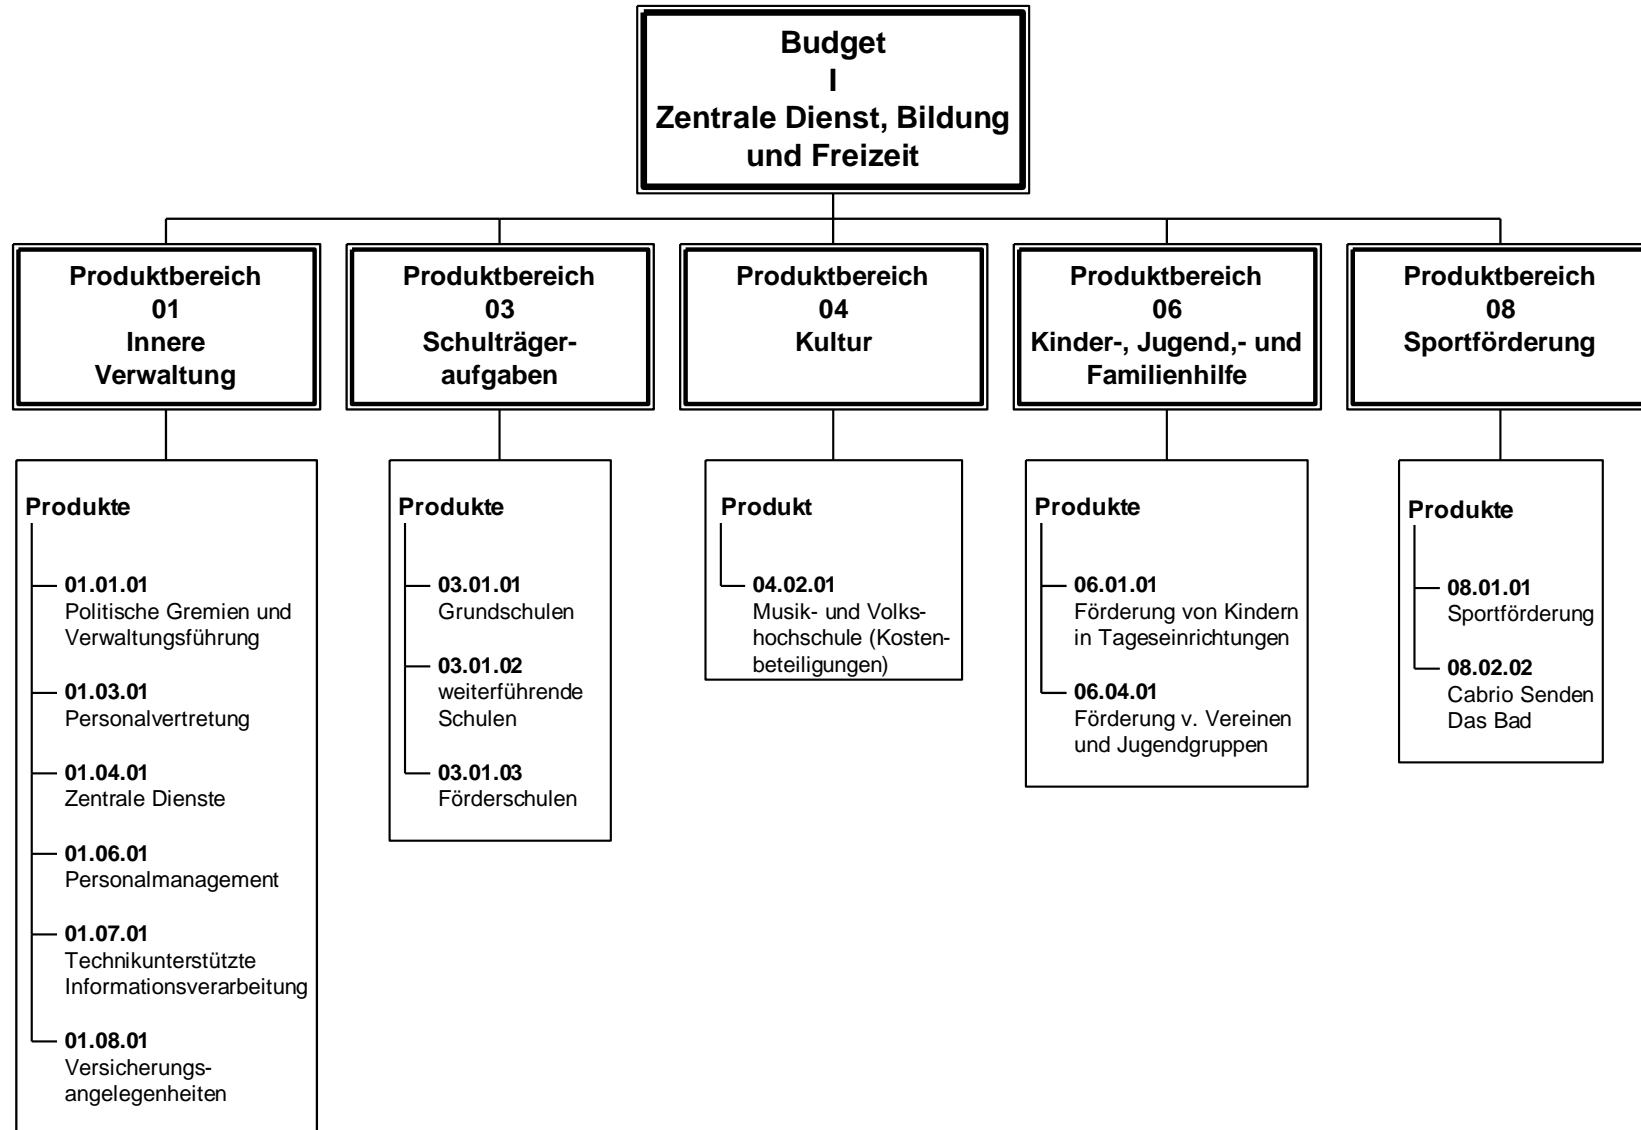 Budget
I
Zentrale Dienst, Bildung
und Freizeit
Produktbereich
01
Innere
Verwaltung
Produktbereich
03
Schulträger-
aufgaben
Produktbereich
04
Kultur
Produktbereich
06
Kinder-, Jugend,- und
Familienhilfe
Produktbereich
08
Sportförderung
Produkte
01.01.01
Politische Gremien und
Verwaltungsführung
01.03.01
Personalvertretung
01.04.01
Zentrale Dienste
01.06.01
Personalmanagement
01.07.01
Technikunterstützte
Informationsverarbeitung
01.08.01
Versicherungs-
angelegenheiten
Produkte
03.01.01
Grundschulen
03.01.02
weiterführende
Schulen
03.01.03
Förderschulen
Produkt
04.02.01
Musik- und Volks-
hochschule (Kosten-
beteiligungen)
Produkte
06.01.01
Förderung von Kindern
in Tageseinrichtungen
06.04.01
Förderung v. Vereinen
und Jugendgruppen
Produkte
08.01.01
Sportförderung
08.02.02
Cabrio Senden
Das Bad